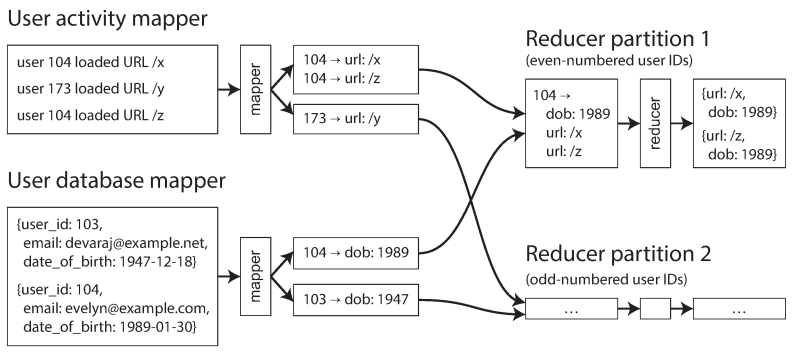 User activity mapper
user 104 loaded URL /x
user 173 loaded URL /y
user 104 loaded URL /z
mapper
104 → url: /x
104 → url: /z
173 → url: /y
Reducer partition 1
(even-numbered user IDs)
104 →
dob: 1989
url: /x
url: /z
reducer
{url: /x,
dob: 1989}
{url: /z,
dob: 1989}
User database mapper
{user_id: 103,
email: devaraj@example.net,
date_of_birth: 1947-12-18}
{user_id: 104,
email: evelyn@example.com,
date_of_birth: 1989-01-30}
mapper
104 → dob: 1989
103 → dob: 1947
Reducer partition 2
(odd-numbered user IDs)
...
...